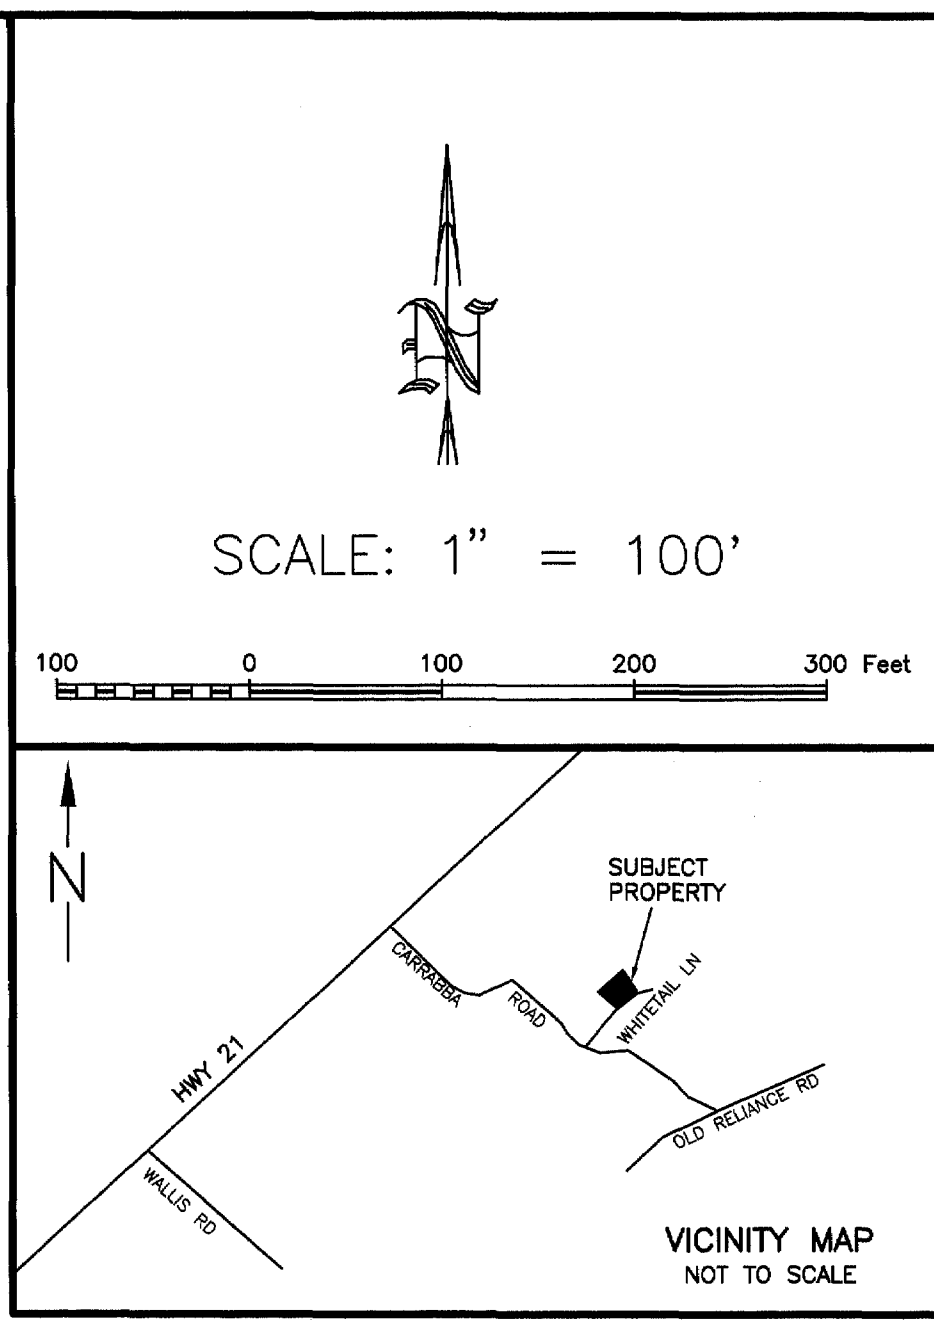 N
SCALE: 1" = 100'
100 0 100 200 300 Feet
N
SUBJECT
PROPERTY
CARRABBA
ROAD
WHITETAIL LN
HWY 21
OLD RELIANCE RD
WALLIS RD
VICINITY MAP
NOT TO SCALE